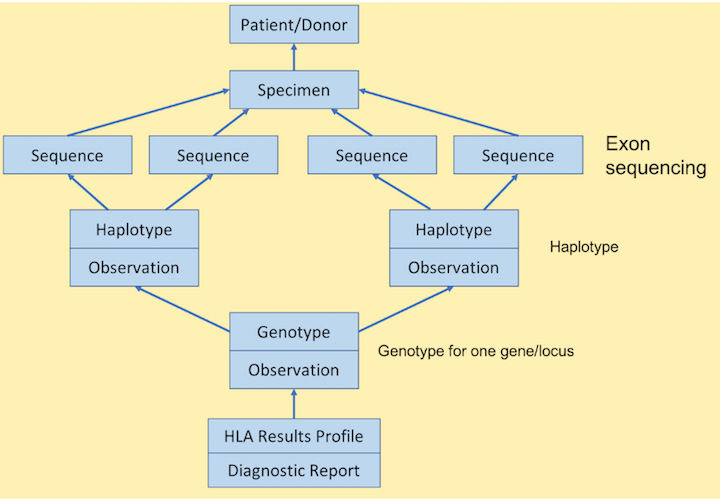 Patient/Donor
Specimen
Sequence
Sequence
Sequence
Sequence
Exon
sequencing
Haplotype
Observation
Haplotype
Observation
Haplotype
Genotype
Observation
Genotype for one gene/locus
HLA Results Profile
Diagnostic Report